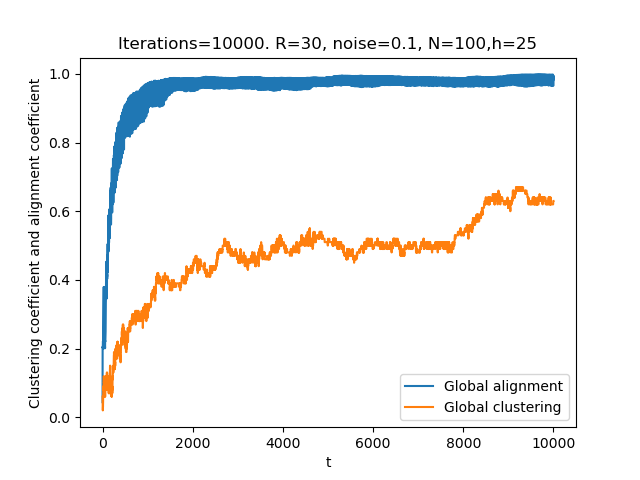 Iterations=10000. R=30, noise=0.1, N=100,h=25
Clustering coefficient and alignment coefficient
1.0
0.8
0.6
0.4
0.2
0.0
Global alignment
Global clustering
0 2000 4000 6000 8000 10000
t